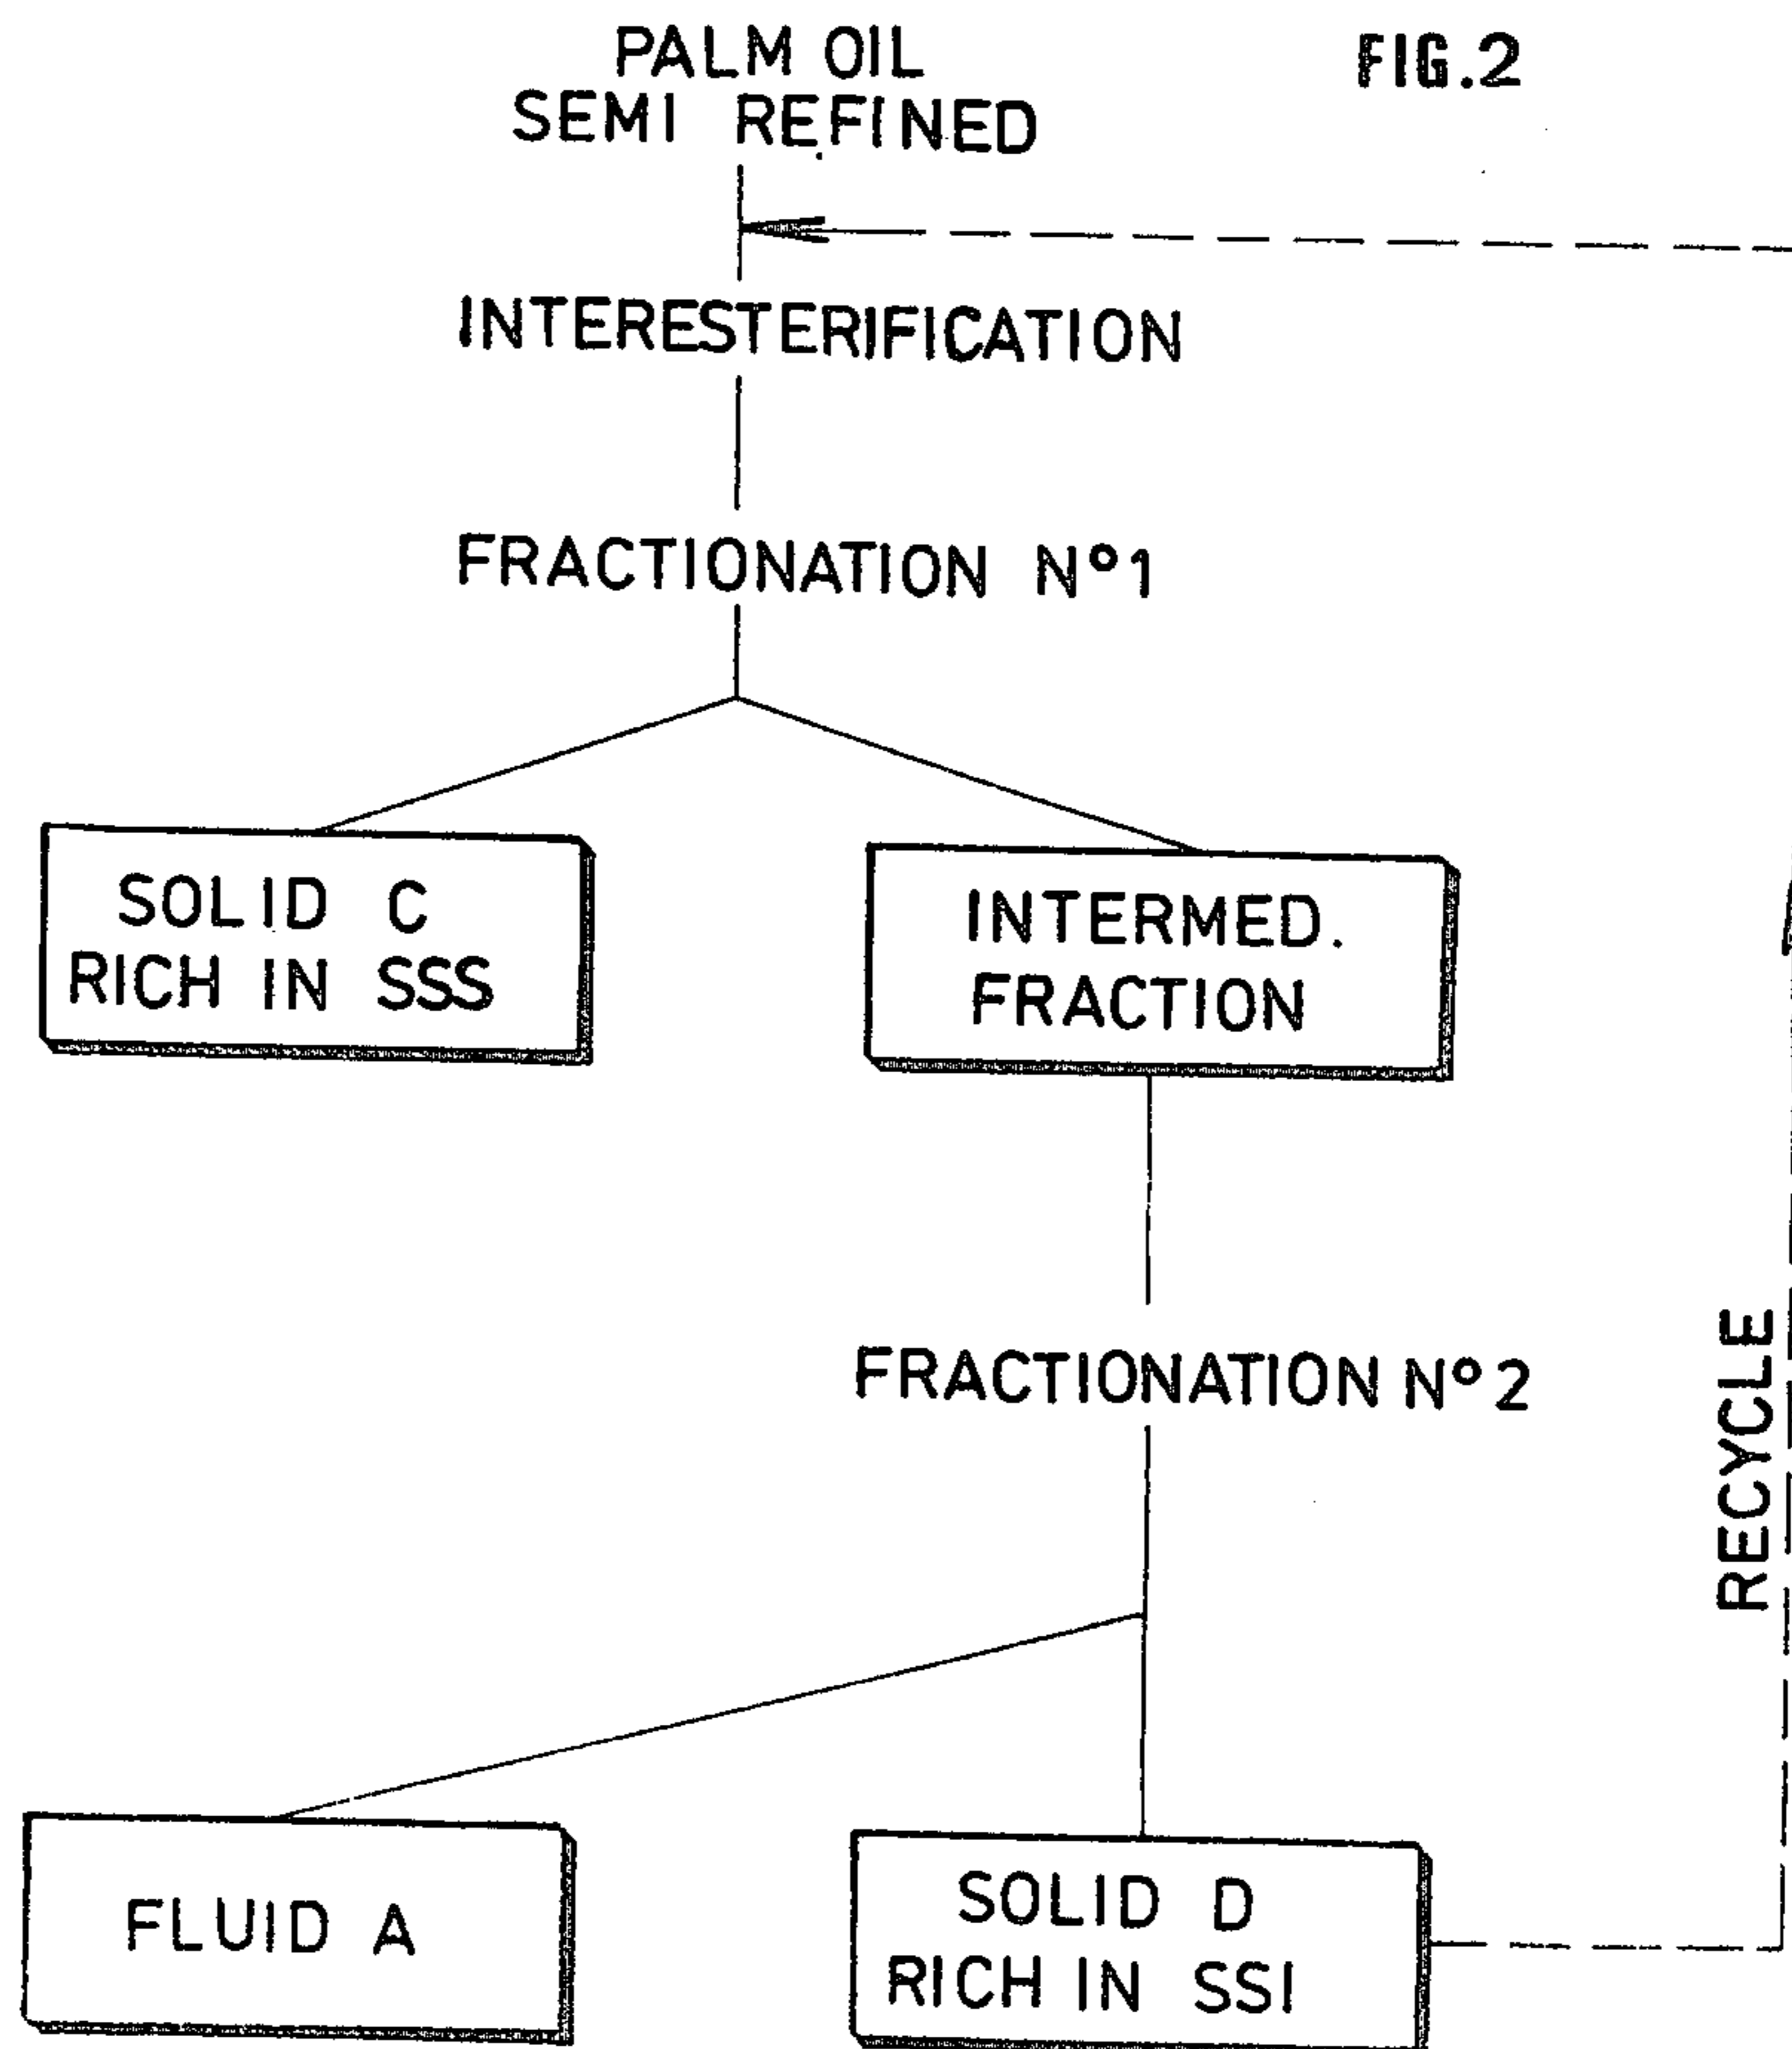 FIG.2
PALM OIL
SEMI REFINED
INTERESTERIFICATION
FRACTIONATION N°1
SOLID C
RICH IN SSS
INTERMED.
FRACTION
FRACTIONATION N°2
RECYCLE
FLUID A
SOLID D
RICH IN SSI